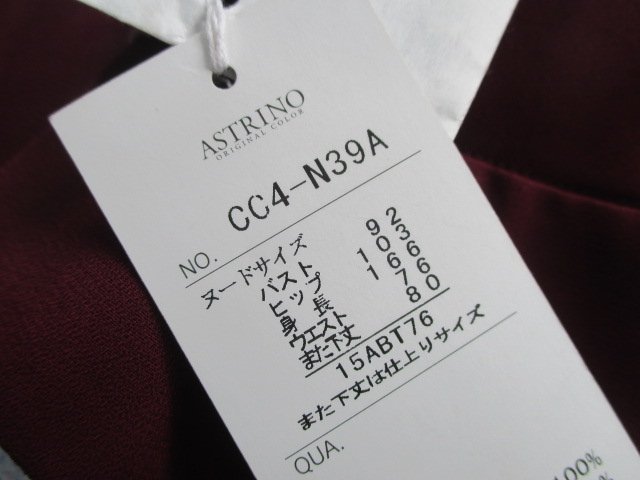 ASTRINO
ORIGINAL COLOR
NO. CC4-N39A
ヌードサイズ
バスト 92
ヒップ 103
身長 166
ウエスト 76
また下丈 80
15ABT76
また下丈は仕上りサイズ
QUA.
100%
%